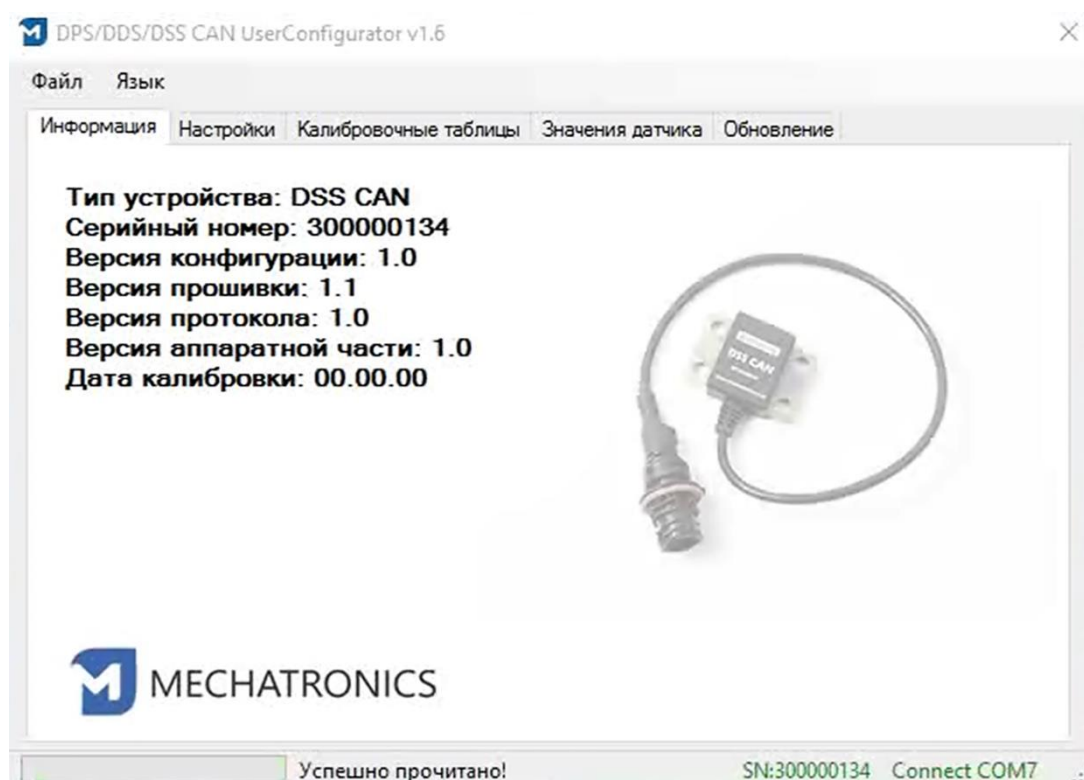 DPS/DDS/DSS CAN UserConfigurator v1.6
Файл Язык
Информация Настройки Калибровочные таблицы Значения датчика Обновление
Тип устройства: DSS CAN
Серийный номер: 300000134
Версия конфигурации: 1.0
Версия прошивки: 1.1
Версия протокола: 1.0
Версия аппаратной части: 1.0
Дата калибровки: 00.00.00
DSS CAN
MECHATRONICS
Успешно прочитано! SN:300000134 Connect COM7